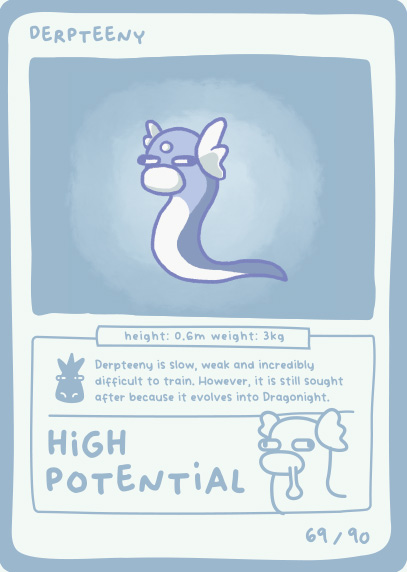 DERPTEENY
height: 0.6m weight: 3kg
Derpteeny is slow, weak and incredibly
difficult to train. However, it is still sought
after because it evolves into Dragonight.
HiGH
POTENTiAL
69/90